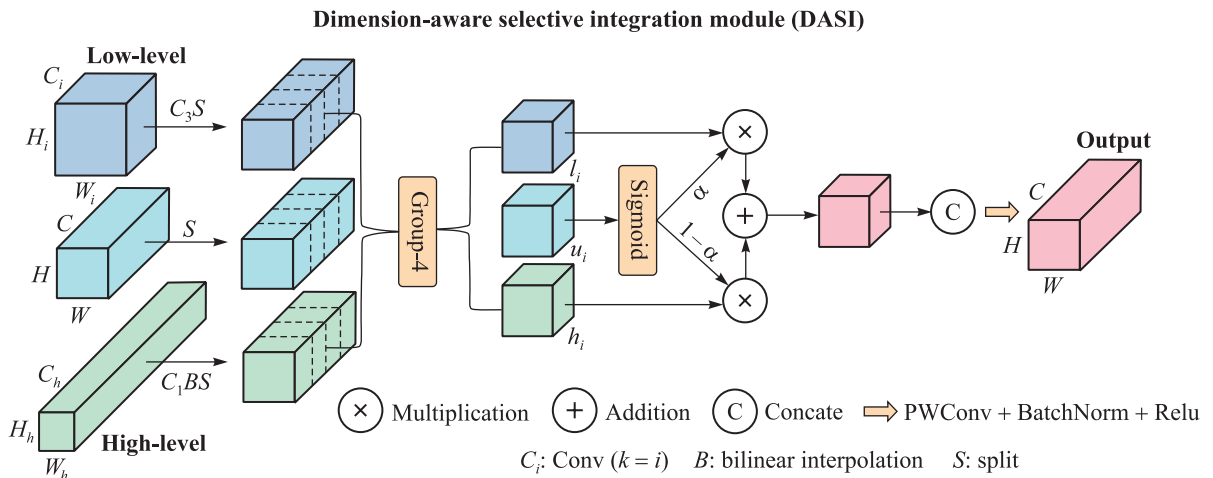 Dimension-aware selective integration module (DASI)
Low-level
C_i
H_i
W_i
C_3S
C
H
W
S
C_h
H_h
W_h
C_1BS
High-level
Group-4
l_i
u_i
h_i
Sigmoid
α
1−α
×
+
×
C
Output
C
H
W
× Multiplication + Addition C Concate PWConv + BatchNorm + Relu
C_i: Conv (k = i) B: bilinear interpolation S: split